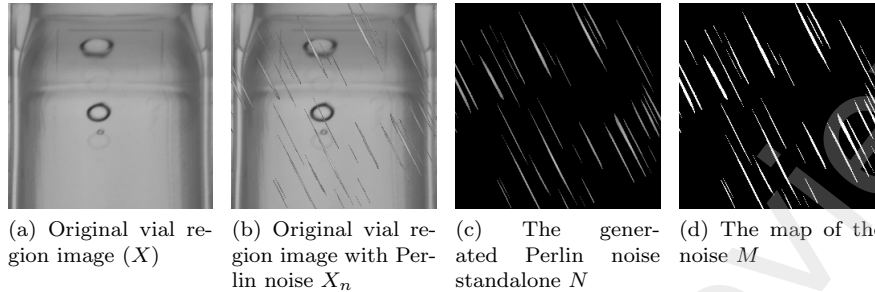 (a) Original vial re-
gion image (X)
(b) Original vial re-
gion image with Per-
lin noise Xn
(c) The gener-
ated Perlin noise
standalone N
(d) The map of the
noise M